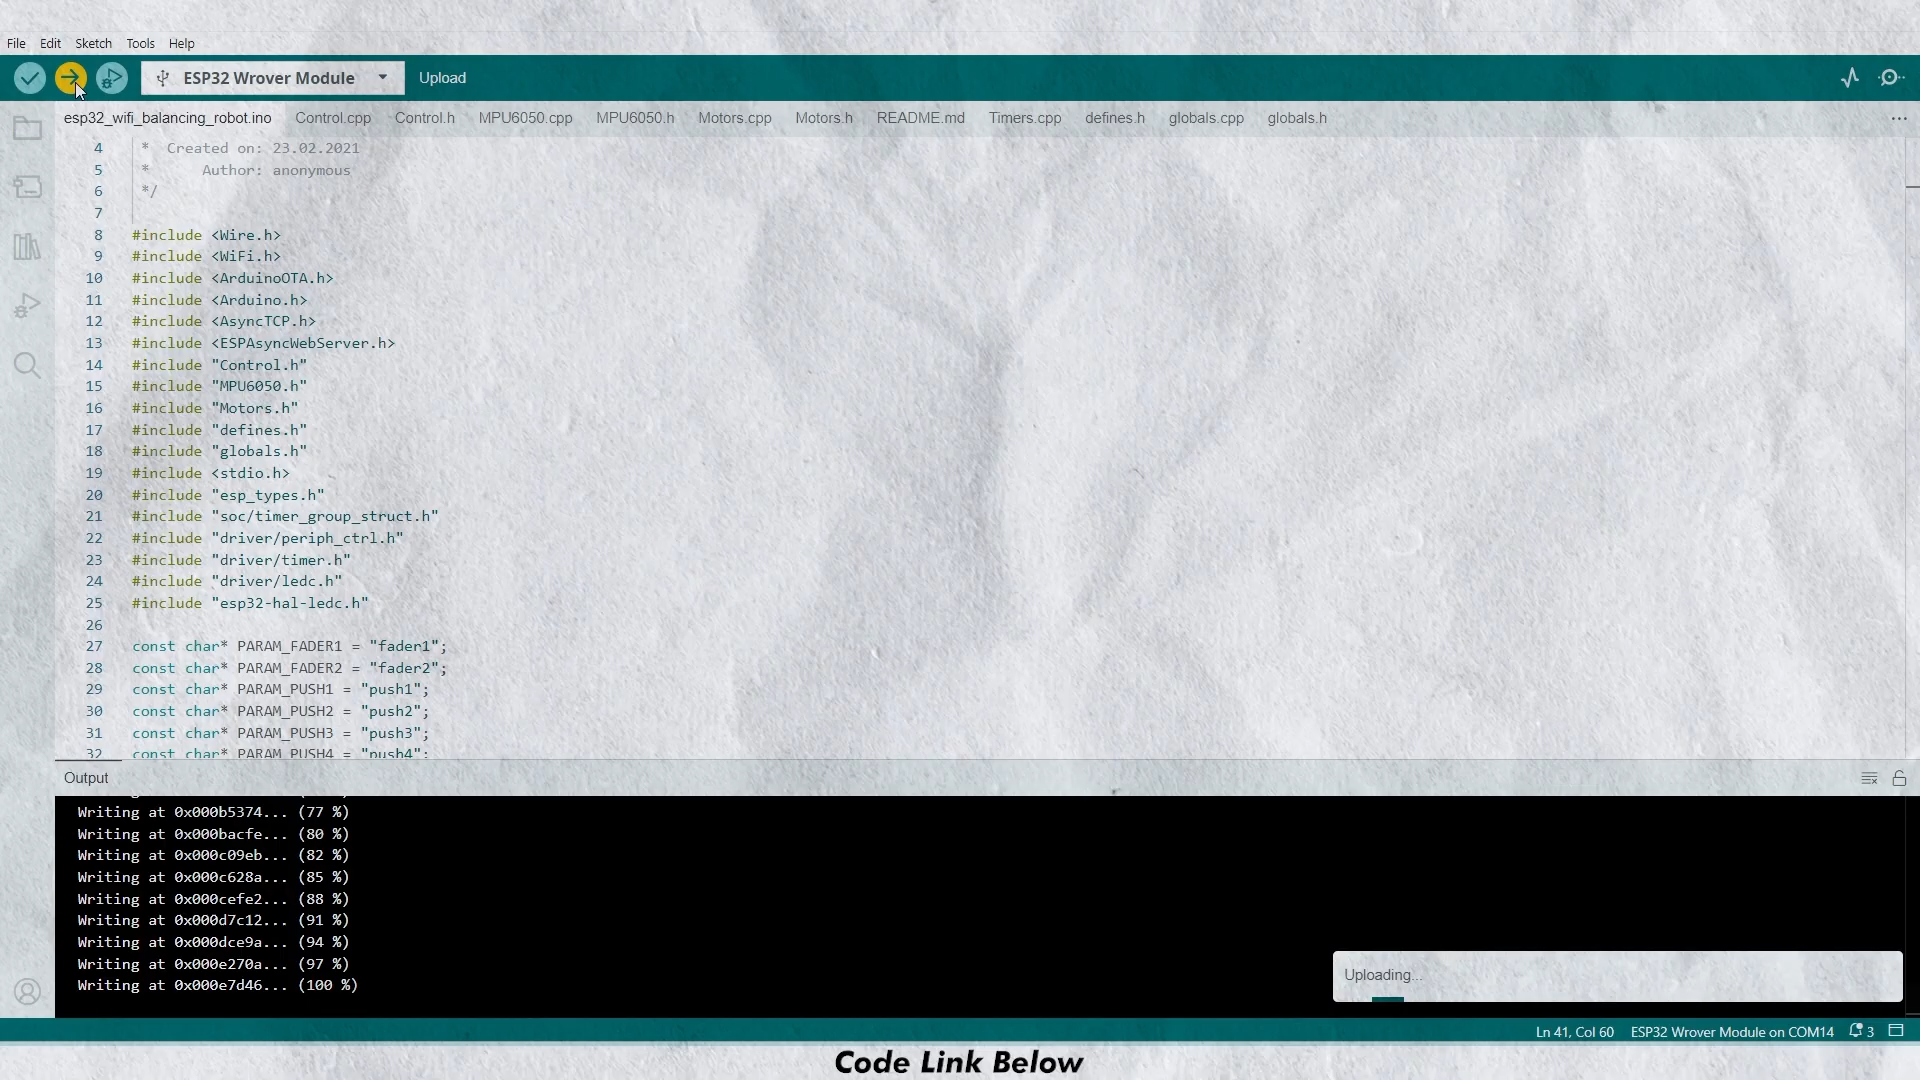 File Edit Sketch Tools Help
ESP32 Wrover Module Upload
esp32_wifi_balancing_robot.ino Control.cpp Control.h MPU6050.cpp MPU6050.h Motors.cpp Motors.h README.md Timers.cpp defines.h globals.cpp globals.h
4 * Created on: 23.02.2021
5 * Author: anonymous
6 */
7
8 #include <Wire.h>
9 #include <WiFi.h>
10 #include <ArduinoOTA.h>
11 #include <Arduino.h>
12 #include <AsyncTCP.h>
13 #include <ESPAsyncWebServer.h>
14 #include "Control.h"
15 #include "MPU6050.h"
16 #include "Motors.h"
17 #include "defines.h"
18 #include "globals.h"
19 #include <stdio.h>
20 #include "esp_types.h"
21 #include "soc/timer_group_struct.h"
22 #include "driver/periph_ctrl.h"
23 #include "driver/timer.h"
24 #include "driver/ledc.h"
25 #include "esp32-hal-ledc.h"
26
27 const char* PARAM_FADER1 = "fader1";
28 const char* PARAM_FADER2 = "fader2";
29 const char* PARAM_PUSH1 = "push1";
30 const char* PARAM_PUSH2 = "push2";
31 const char* PARAM_PUSH3 = "push3";
32 const char* PARAM_PUSH4 = "push4";
Output
Writing at 0x000b5374... (77 %)
Writing at 0x000bacfe... (80 %)
Writing at 0x000c09eb... (82 %)
Writing at 0x000c628a... (85 %)
Writing at 0x000cefe2... (88 %)
Writing at 0x000d7c12... (91 %)
Writing at 0x000dce9a... (94 %)
Writing at 0x000e270a... (97 %)
Writing at 0x000e7d46... (100 %)
Uploading...
Ln 41, Col 60 ESP32 Wrover Module on COM14 3
Code Link Below